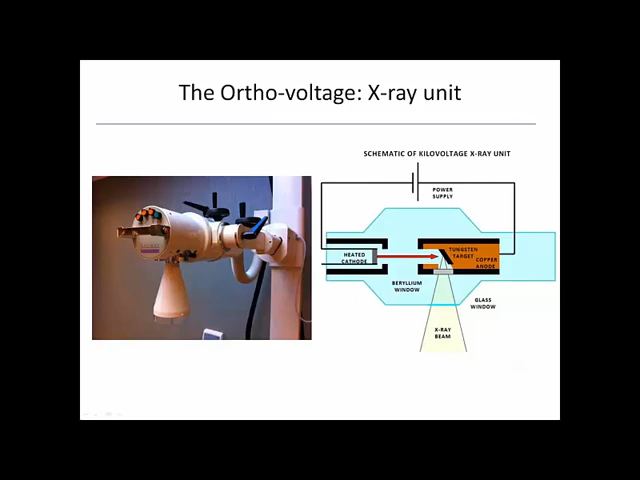 The Ortho-voltage: X-ray unit
SCHEMATIC OF KILOVOLTAGE X-RAY UNIT
POWER
SUPPLY
HEATED
CATHODE
TUNGSTEN
TARGET
COPPER
ANODE
BERYLLIUM
WINDOW
GLASS
WINDOW
X-RAY
BEAM